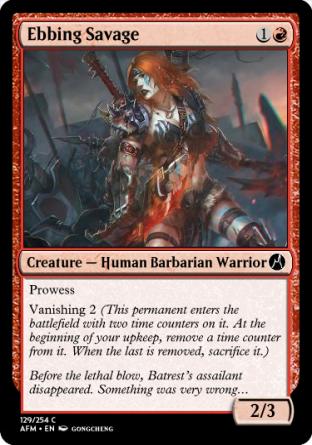 Ebbing Savage 1
Creature — Human Barbarian Warrior
Prowess
Vanishing 2 (This permanent enters the
battlefield with two time counters on it. At the
beginning of your upkeep, remove a time counter
from it. When the last is removed, sacrifice it.)
Before the lethal blow, Batrest's assailant
disappeared. Something was very wrong...
2/3
129/254 C
AFM • EN GONGCHENG